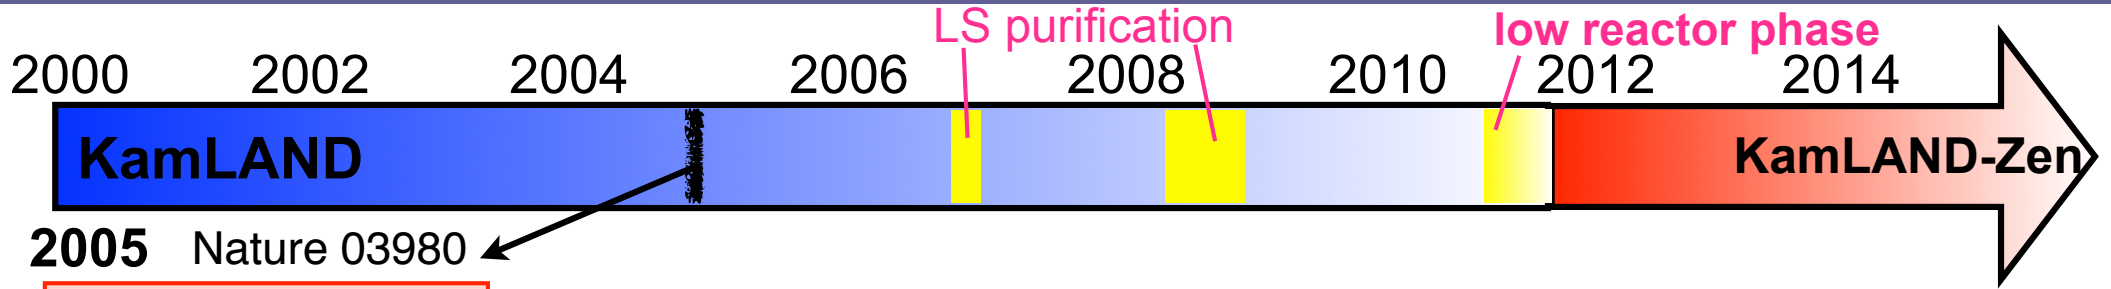 LS purification
low reactor phase
2000 2002 2004 2006 2008 2010 2012 2014
KamLAND
KamLAND-Zen
2005 Nature 03980